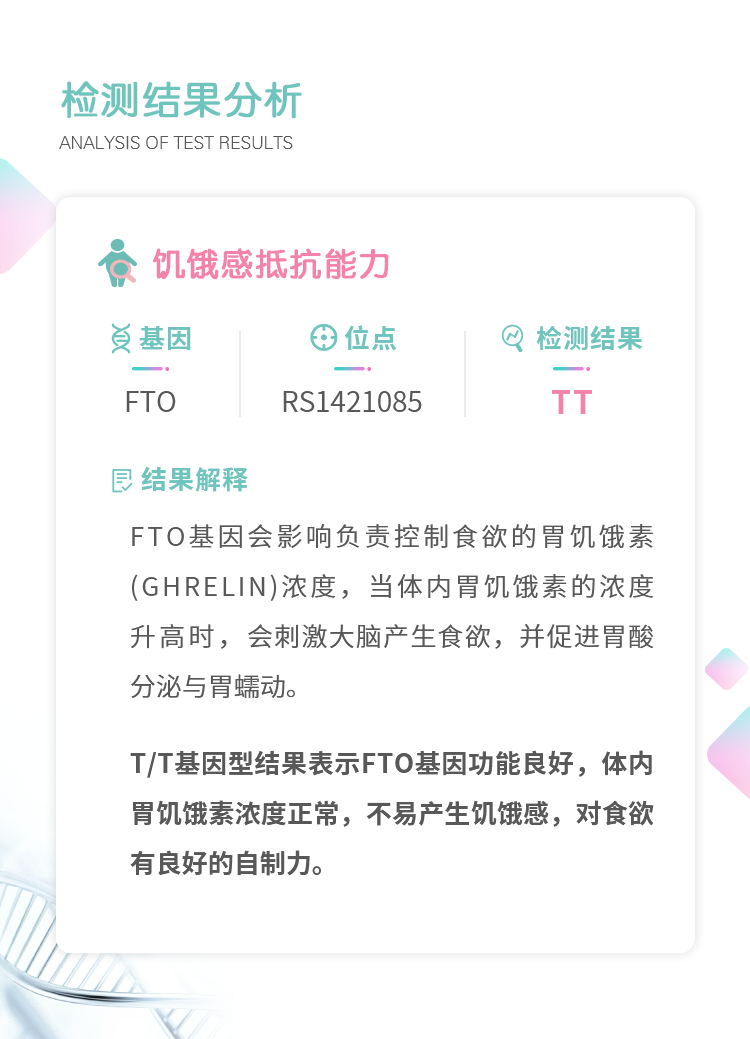 检测结果分析
ANALYSIS OF TEST RESULTS
饥饿感抵抗能力
基因
位点
检测结果
FTO
RS1421085
TT
结果解释
FTO基因会影响负责控制食欲的胃饥饿素
(GHRELIN)浓度，当体内胃饥饿素的浓度
升高时，会刺激大脑产生食欲，并促进胃酸
分泌与胃蠕动。
T/T基因型结果表示FTO基因功能良好，体内
胃饥饿素浓度正常，不易产生饥饿感，对食欲
有良好的自制力。